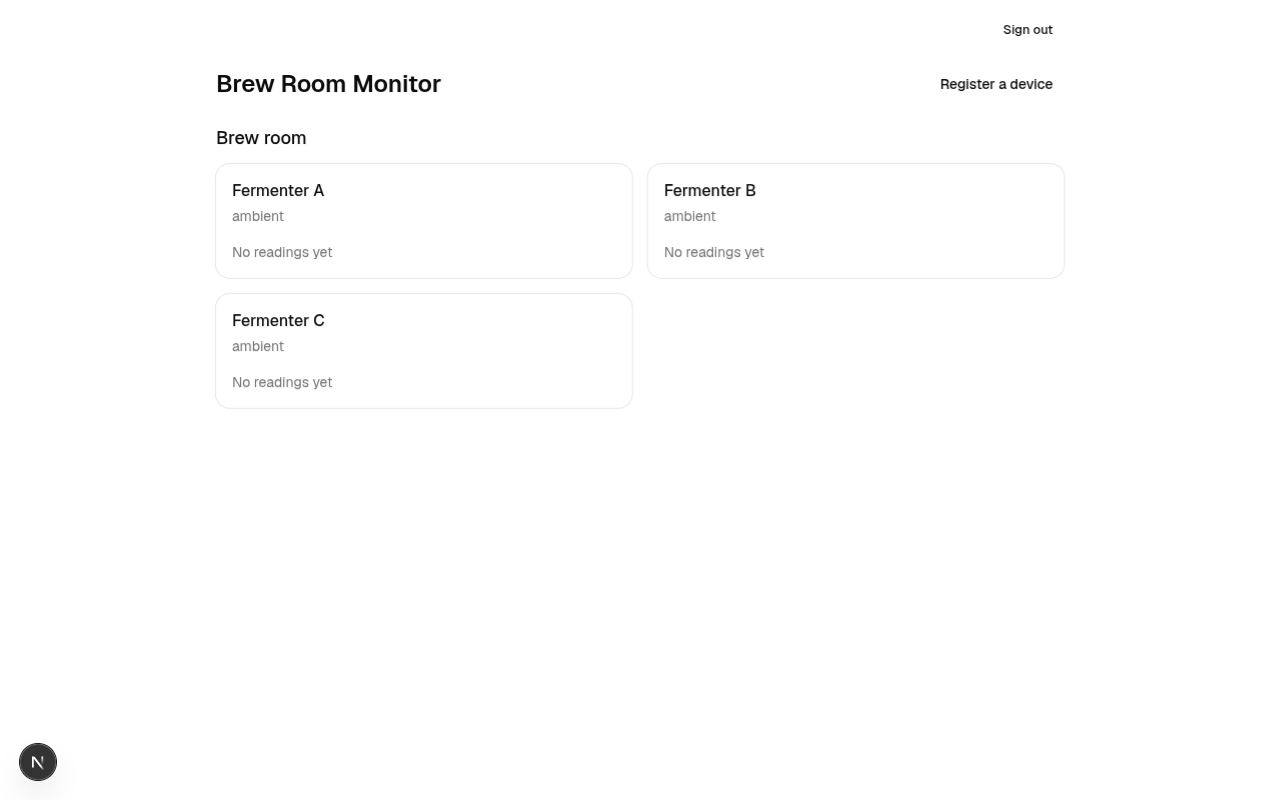 Sign out
Brew Room Monitor
Register a device
Brew room
Fermenter A
ambient
No readings yet
Fermenter B
ambient
No readings yet
Fermenter C
ambient
No readings yet
N